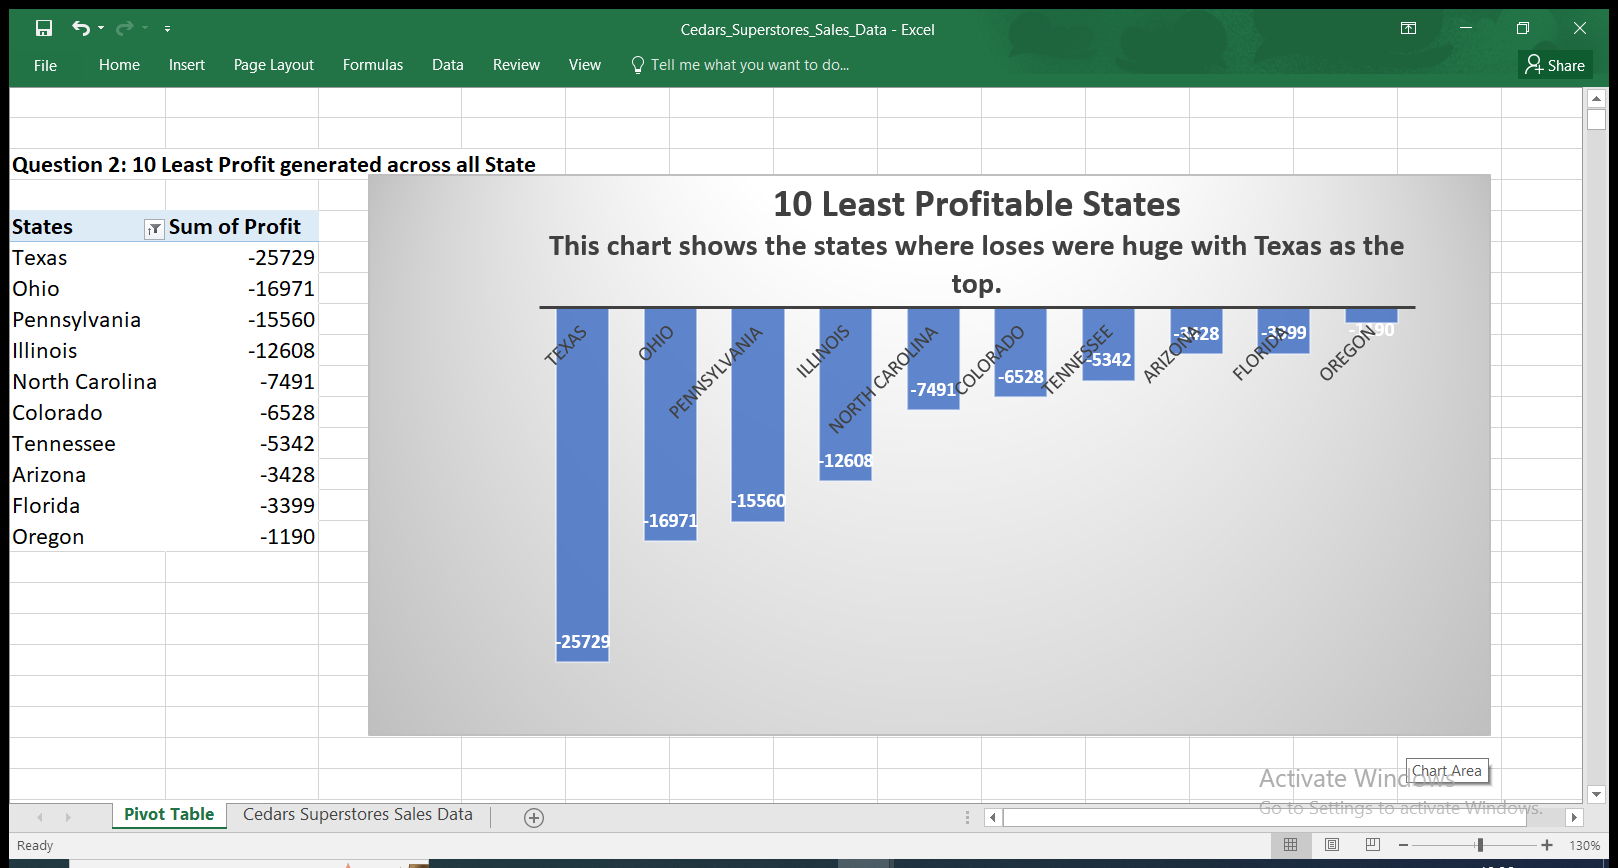 Cedars_Superstores_Sales_Data - Excel
File Home Insert Page Layout Formulas Data Review View Tell me what you want to do... Share
Question 2: 10 Least Profit generated across all State
States Sum of Profit
Texas -25729
Ohio -16971
Pennsylvania -15560
Illinois -12608
North Carolina -7491
Colorado -6528
Tennessee -5342
Arizona -3428
Florida -3399
Oregon -1190
10 Least Profitable States
This chart shows the states where loses were huge with Texas as the
top.
TEXAS
OHIO
PENNSYLVANIA
ILLINOIS
NORTH CAROLINA
COLORADO
TENNESSEE
ARIZONA
FLORIDA
OREGON
-25729
-16971
-15560
-12608
-7491
-6528
-5342
-3428
-3399
-1190
Chart Area
Activate Windows
Go to Settings to activate Windows.
Pivot Table Cedars Superstores Sales Data
Ready 130%